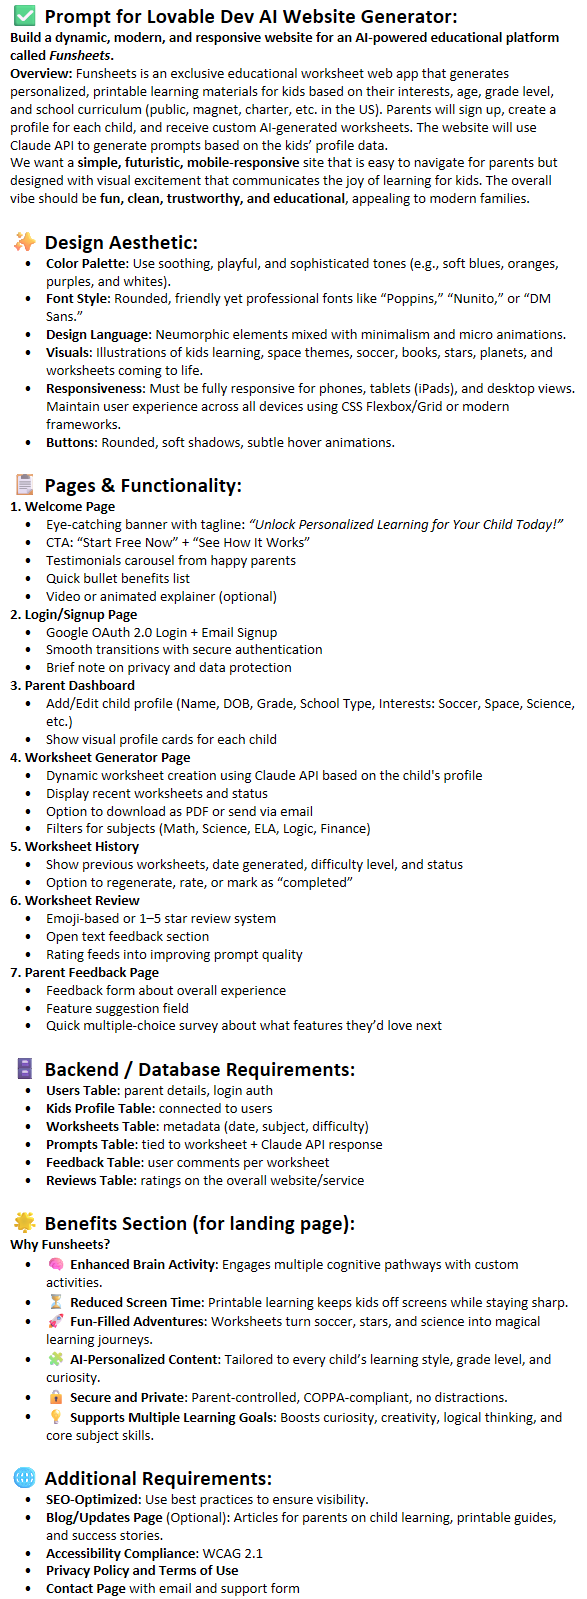 ✅ Prompt for Lovable Dev AI Website Generator:
Build a dynamic, modern, and responsive website for an AI-powered educational platform
called Funsheets.
Overview: Funsheets is an exclusive educational worksheet web app that generates
personalized, printable learning materials for kids based on their interests, age, grade level,
and school curriculum (public, magnet, charter, etc. in the US). Parents will sign up, create a
profile for each child, and receive custom AI-generated worksheets. The website will use
Claude API to generate prompts based on the kids’ profile data.
We want a simple, futuristic, mobile-responsive site that is easy to navigate for parents but
designed with visual excitement that communicates the joy of learning for kids. The overall
vibe should be fun, clean, trustworthy, and educational, appealing to modern families.
✨ Design Aesthetic:
• Color Palette: Use soothing, playful, and sophisticated tones (e.g., soft blues, oranges,
purples, and whites).
• Font Style: Rounded, friendly yet professional fonts like “Poppins,” “Nunito,” or “DM
Sans.”
• Design Language: Neumorphic elements mixed with minimalism and micro animations.
• Visuals: Illustrations of kids learning, space themes, soccer, books, stars, planets, and
worksheets coming to life.
• Responsiveness: Must be fully responsive for phones, tablets (iPads), and desktop views.
Maintain user experience across all devices using CSS Flexbox/Grid or modern
frameworks.
• Buttons: Rounded, soft shadows, subtle hover animations.
📋 Pages & Functionality:
1. Welcome Page
• Eye-catching banner with tagline: “Unlock Personalized Learning for Your Child Today!”
• CTA: “Start Free Now” + “See How It Works”
• Testimonials carousel from happy parents
• Quick bullet benefits list
• Video or animated explainer (optional)
2. Login/Signup Page
• Google OAuth 2.0 Login + Email Signup
• Smooth transitions with secure authentication
• Brief note on privacy and data protection
3. Parent Dashboard
• Add/Edit child profile (Name, DOB, Grade, School Type, Interests: Soccer, Space, Science,
etc.)
• Show visual profile cards for each child
4. Worksheet Generator Page
• Dynamic worksheet creation using Claude API based on the child's profile
• Display recent worksheets and status
• Option to download as PDF or send via email
• Filters for subjects (Math, Science, ELA, Logic, Finance)
5. Worksheet History
• Show previous worksheets, date generated, difficulty level, and status
• Option to regenerate, rate, or mark as “completed”
6. Worksheet Review
• Emoji-based or 1–5 star review system
• Open text feedback section
• Rating feeds into improving prompt quality
7. Parent Feedback Page
• Feedback form about overall experience
• Feature suggestion field
• Quick multiple-choice survey about what features they’d love next
🗄️ Backend / Database Requirements:
• Users Table: parent details, login auth
• Kids Profile Table: connected to users
• Worksheets Table: metadata (date, subject, difficulty)
• Prompts Table: tied to worksheet + Claude API response
• Feedback Table: user comments per worksheet
• Reviews Table: ratings on the overall website/service
🌟 Benefits Section (for landing page):
Why Funsheets?
• 🧠 Enhanced Brain Activity: Engages multiple cognitive pathways with custom
activities.
• ⏳ Reduced Screen Time: Printable learning keeps kids off screens while staying sharp.
• 🚀 Fun-Filled Adventures: Worksheets turn soccer, stars, and science into magical
learning journeys.
• 🧩 AI-Personalized Content: Tailored to every child’s learning style, grade level, and
curiosity.
• 🔒 Secure and Private: Parent-controlled, COPPA-compliant, no distractions.
• 💡 Supports Multiple Learning Goals: Boosts curiosity, creativity, logical thinking, and
core subject skills.
🌐 Additional Requirements:
• SEO-Optimized: Use best practices to ensure visibility.
• Blog/Updates Page (Optional): Articles for parents on child learning, printable guides,
and success stories.
• Accessibility Compliance: WCAG 2.1
• Privacy Policy and Terms of Use
• Contact Page with email and support form